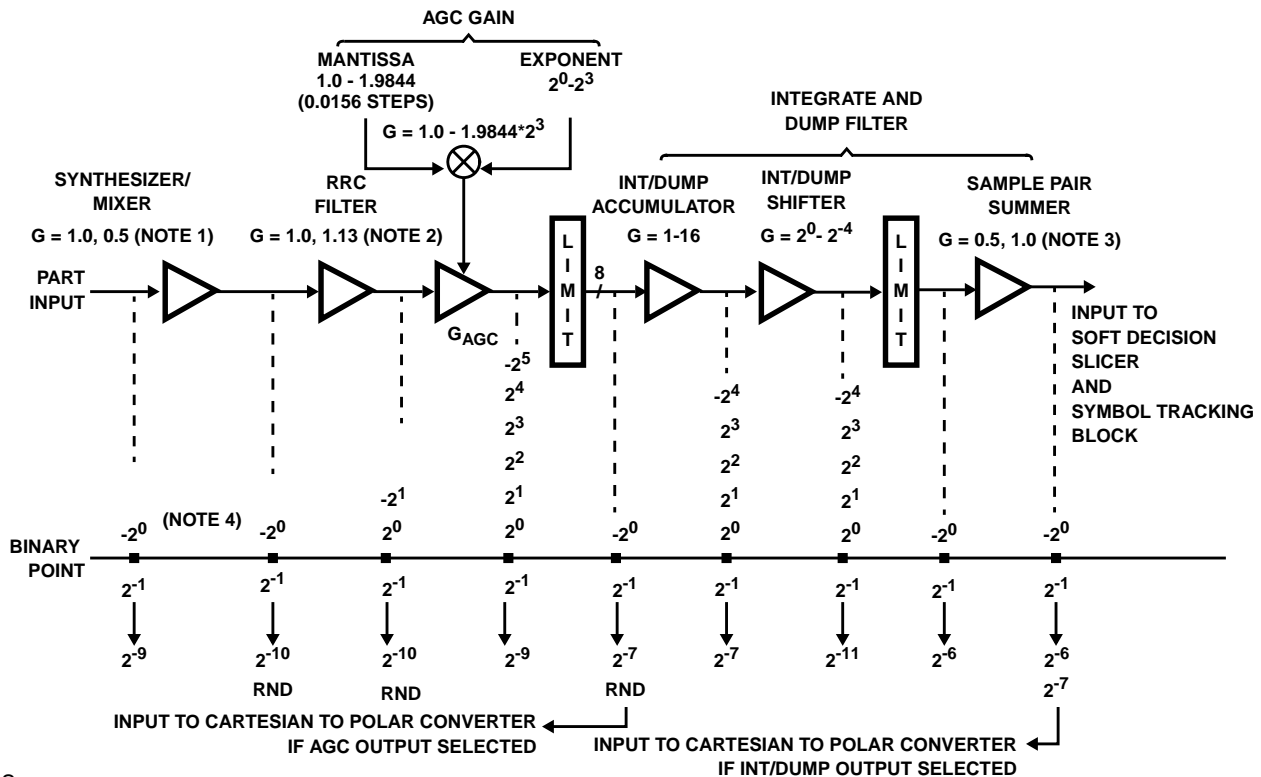 AGC GAIN
MANTISSA
1.0 - 1.9844
(0.0156 STEPS)
EXPONENT
2^0-2^3
G = 1.0 - 1.9844*2^3
INTEGRATE AND
DUMP FILTER
SYNTHESIZER/
MIXER
G = 1.0, 0.5 (NOTE 1)
RRC
FILTER
G = 1.0, 1.13 (NOTE 2)
INT/DUMP
ACCUMULATOR
G = 1-16
INT/DUMP
SHIFTER
G = 2^0- 2^-4
SAMPLE PAIR
SUMMER
G = 0.5, 1.0 (NOTE 3)
PART
INPUT
G_AGC
LIMIT
8
/
LIMIT
INPUT TO
SOFT DECISION
SLICER
AND
SYMBOL TRACKING
BLOCK
-2^5
2^4 -2^4 -2^4
2^3 2^3 2^3
2^2 2^2 2^2
-2^1 2^1 2^1 2^1
-2^0 (NOTE 4) -2^0 2^0 2^0 -2^0 2^0 2^0 -2^0 -2^0
BINARY
POINT
2^-1 2^-1 2^-1 2^-1 2^-1 2^-1 2^-1 2^-1 2^-1
2^-9 2^-10 2^-10 2^-9 2^-7 2^-7 2^-11 2^-6 2^-6
RND RND RND 2^-7
INPUT TO CARTESIAN TO POLAR CONVERTER
IF AGC OUTPUT SELECTED
INPUT TO CARTESIAN TO POLAR CONVERTER
IF INT/DUMP OUTPUT SELECTED